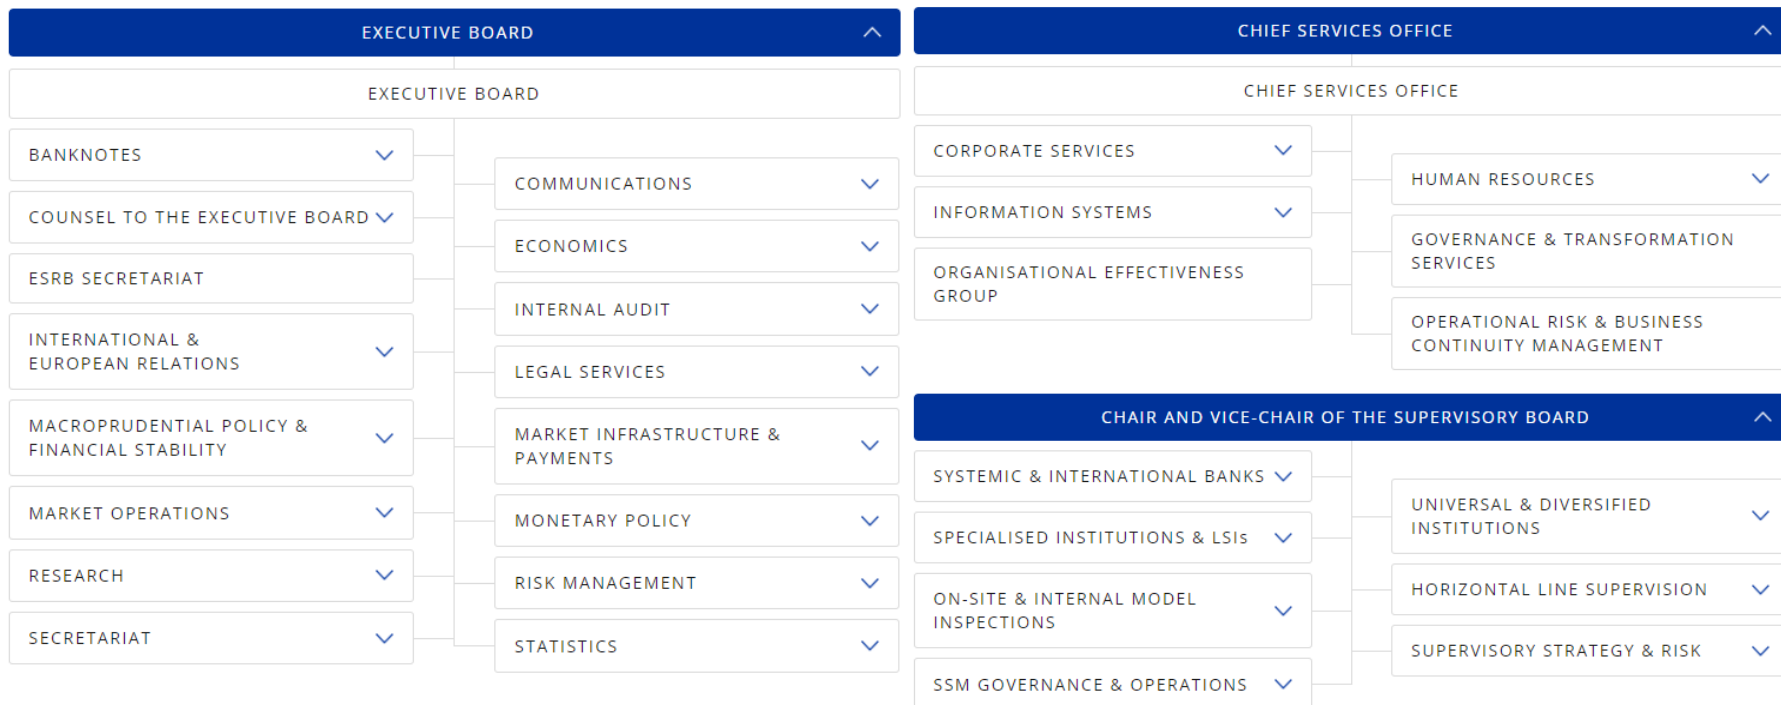 EXECUTIVE BOARD
EXECUTIVE BOARD
BANKNOTES
COUNSEL TO THE EXECUTIVE BOARD
ESRB SECRETARIAT
INTERNATIONAL &
EUROPEAN RELATIONS
MACROPRUDENTIAL POLICY &
FINANCIAL STABILITY
MARKET OPERATIONS
RESEARCH
SECRETARIAT
COMMUNICATIONS
ECONOMICS
INTERNAL AUDIT
LEGAL SERVICES
MARKET INFRASTRUCTURE &
PAYMENTS
MONETARY POLICY
RISK MANAGEMENT
STATISTICS
CHIEF SERVICES OFFICE
CHIEF SERVICES OFFICE
CORPORATE SERVICES
INFORMATION SYSTEMS
ORGANISATIONAL EFFECTIVENESS
GROUP
HUMAN RESOURCES
GOVERNANCE & TRANSFORMATION
SERVICES
OPERATIONAL RISK & BUSINESS
CONTINUITY MANAGEMENT
CHAIR AND VICE-CHAIR OF THE SUPERVISORY BOARD
SYSTEMIC & INTERNATIONAL BANKS
SPECIALISED INSTITUTIONS & LSIs
ON-SITE & INTERNAL MODEL
INSPECTIONS
SSM GOVERNANCE & OPERATIONS
UNIVERSAL & DIVERSIFIED
INSTITUTIONS
HORIZONTAL LINE SUPERVISION
SUPERVISORY STRATEGY & RISK